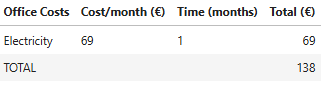 Office Costs Cost/month (€) Time (months) Total (€)
Electricity 69 1 69
TOTAL 138